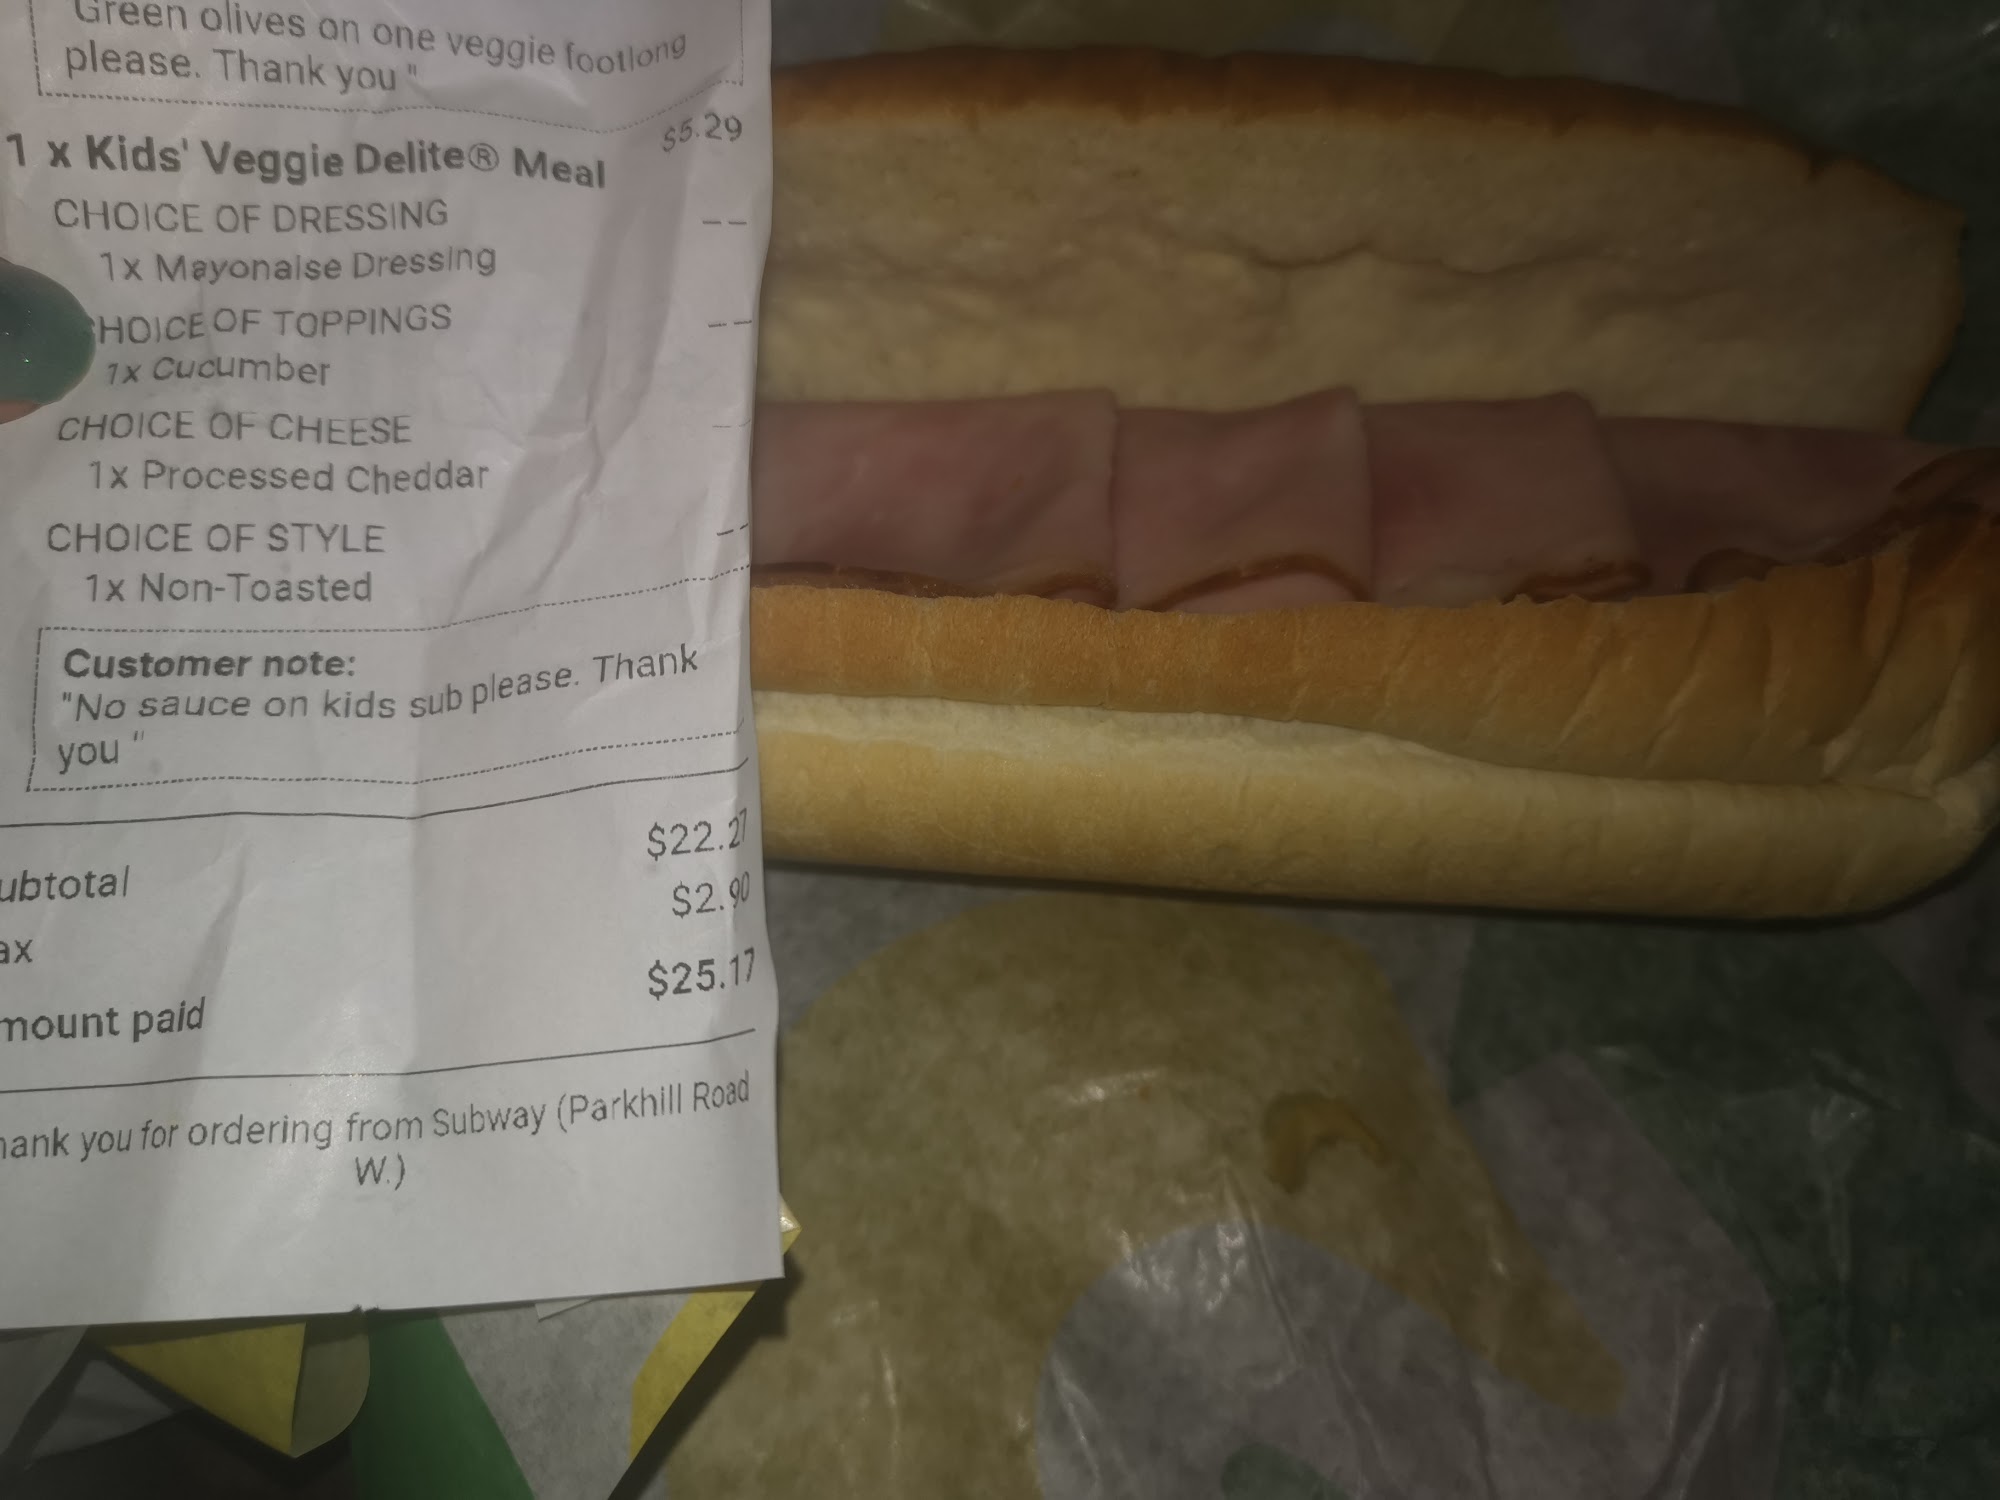 Green olives on one veggie footlong
please. Thank you "
$5.29
1 x Kids' Veggie Delite® Meal
CHOICE OF DRESSING --
1x Mayonaise Dressing
HOICE OF TOPPINGS --
1x Cucumber
CHOICE OF CHEESE --
1x Processed Cheddar
CHOICE OF STYLE --
1x Non-Toasted
Customer note:
"No sauce on kids sub please. Thank
you "
ubtotal $22.27
ax $2.90
mount paid $25.17
hank you for ordering from Subway (Parkhill Road
W.)